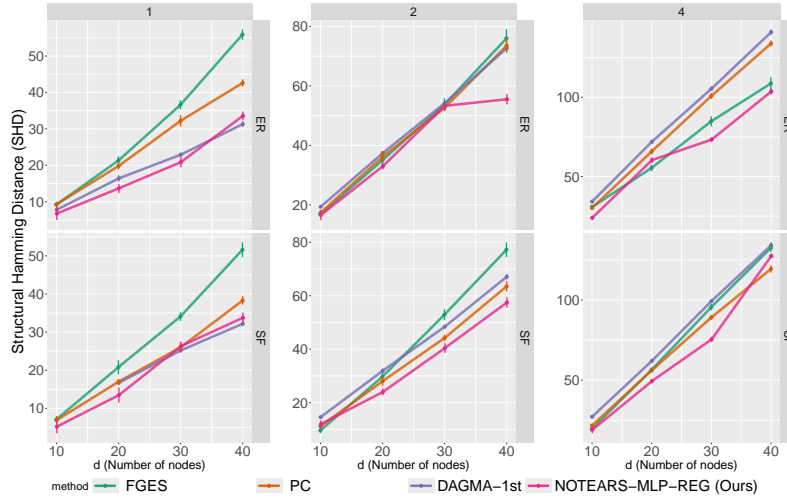 1 2 4
Structural Hamming Distance (SHD)
50
40
30
20
10
ER
80
60
40
20
ER
100
50
50
40
30
20
10
SF
80
60
40
20
SF
100
50
10 20 30 40 10 20 30 40 10 20 30 40
d (Number of nodes) d (Number of nodes) d (Number of nodes)
method FGES PC DAGMA-1st NOTEARS-MLP-REG (Ours)